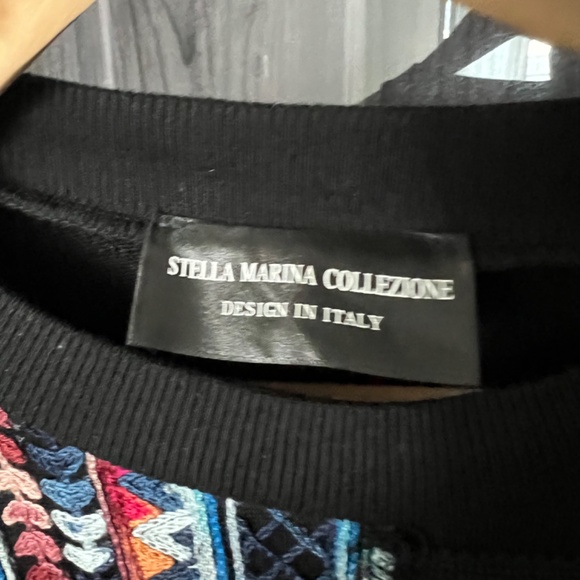 STELLA MARINA COLLEZIONE
DESIGN IN ITALY